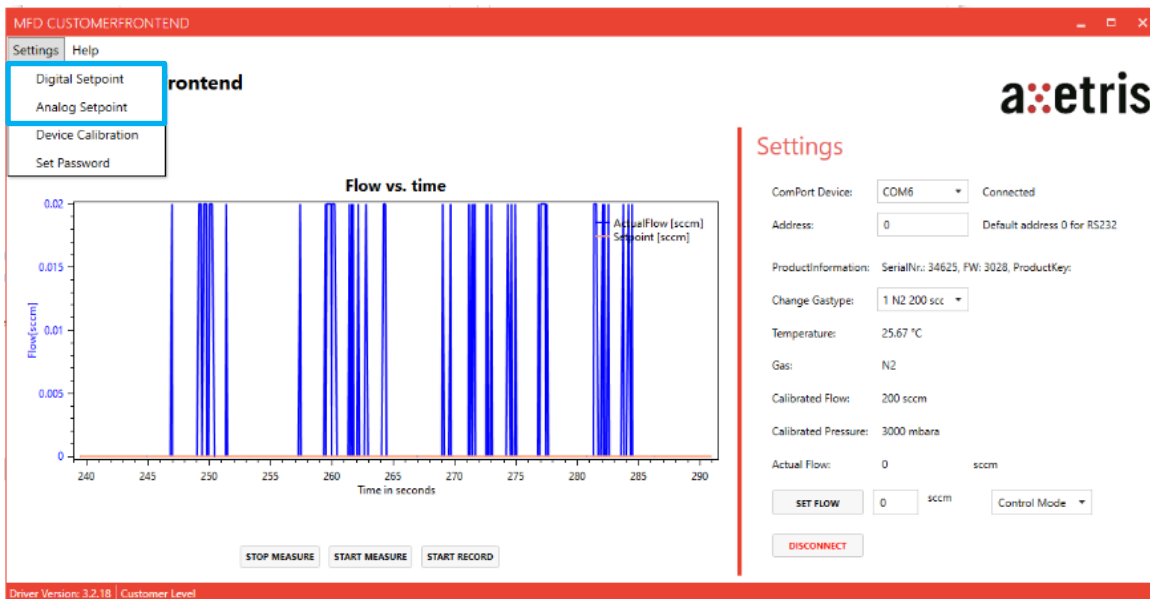 MFD CUSTOMERFRONTEND
Settings Help
Digital Setpoint
Analog Setpoint
Device Calibration
Set Password
rontend
axetris
Flow vs. time
ActualFlow [sccm]
Setpoint [sccm]
Flow[sccm]
0.02
0.015
0.01
0.005
0
240 245 250 255 260 265 270 275 280 285 290
Time in seconds
STOP MEASURE START MEASURE START RECORD
Settings
ComPort Device: COM6 Connected
Address: 0 Default address 0 for RS232
ProductInformation: SerialNr.: 34625, FW: 3028, ProductKey:
Change Gastype: 1 N2 200 scc
Temperature: 25.67 °C
Gas: N2
Calibrated Flow: 200 sccm
Calibrated Pressure: 3000 mbara
Actual Flow: 0 sccm
SET FLOW 0 sccm Control Mode
DISCONNECT
Driver Version: 3.2.18 Customer Level